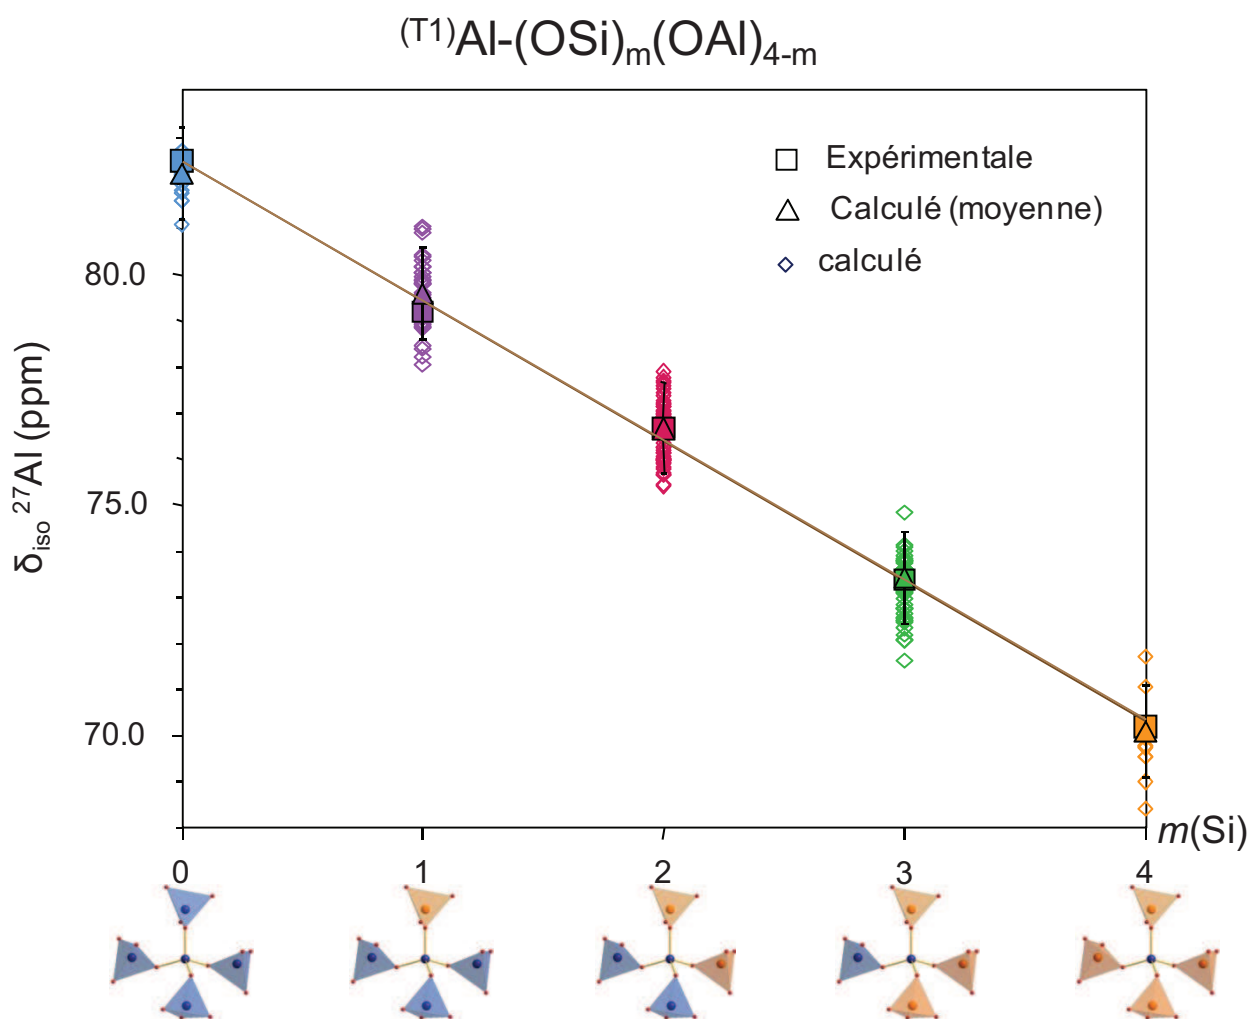 (T1)Al-(OSi)m(OAl)4-m
Expérimentale
Calculé (moyenne)
calculé
δiso 27Al (ppm)
80.0
75.0
70.0
m(Si)
0 1 2 3 4